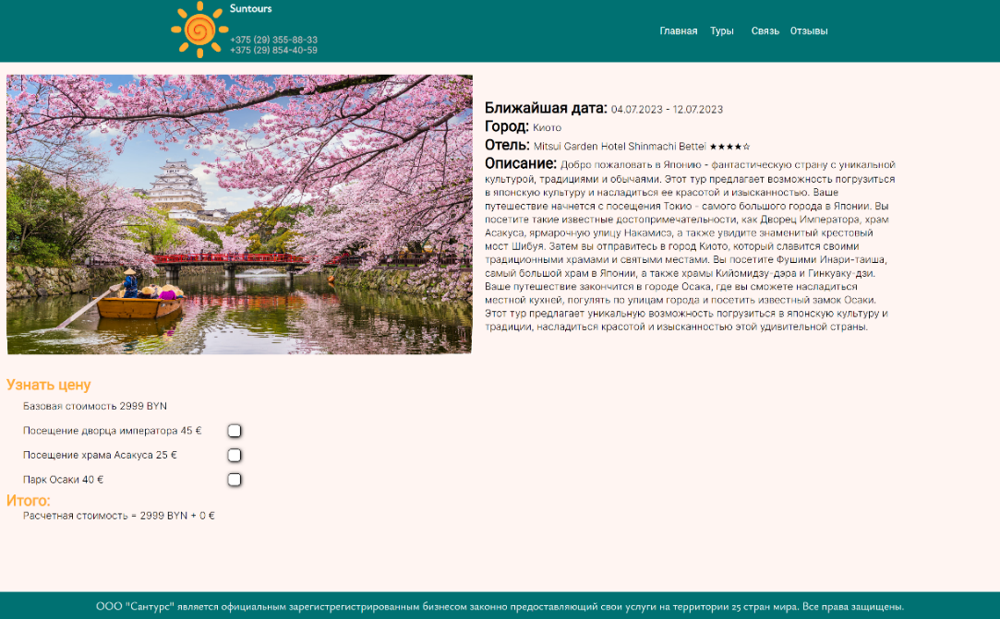 Suntours
+375 (29) 355-88-33
+375 (29) 854-40-59
Главная Туры Связь Отзывы
Ближайшая дата: 04.07.2023 - 12.07.2023
Город: Киото
Отель: Mitsui Garden Hotel Shinmachi Bettei ★★★★☆
Описание: Добро пожаловать в Японию - фантастическую страну с уникальной
культурой, традициями и обычаями. Этот тур предлагает возможность погрузиться
в японскую культуру и насладиться ее красотой и изысканностью. Ваше
путешествие начнется с посещения Токио - самого большого города в Японии. Вы
посетите такие известные достопримечательности, как Дворец Императора, храм
Асакуса, ярмарочную улицу Накамисэ, а также увидите знаменитый крестовый
мост Шибуя. Затем вы отправитесь в город Киото, который славится своими
традиционными храмами и святыми местами. Вы посетите Фушими Инари-таиша,
самый большой храм в Японии, а также храмы Кийомидзу-дэра и Гинкуаку-дзи.
Ваше путешествие закончится в городе Осака, где вы сможете насладиться
местной кухней, погулять по улицам города и посетить известный замок Осаки.
Этот тур предлагает уникальную возможность погрузиться в японскую культуру и
традиции, насладиться красотой и изысканностью этой удивительной страны.
Узнать цену
Базовая стоимость 2999 BYN
Посещение дворца императора 45 €
Посещение храма Асакуса 25 €
Парк Осаки 40 €
Итого:
Расчетная стоимость = 2999 BYN + 0 €
ООО "Сантурс" является официальным зарегистрегистрированным бизнесом законно предоставляющий свои услуги на территории 25 стран мира. Все права защищены.